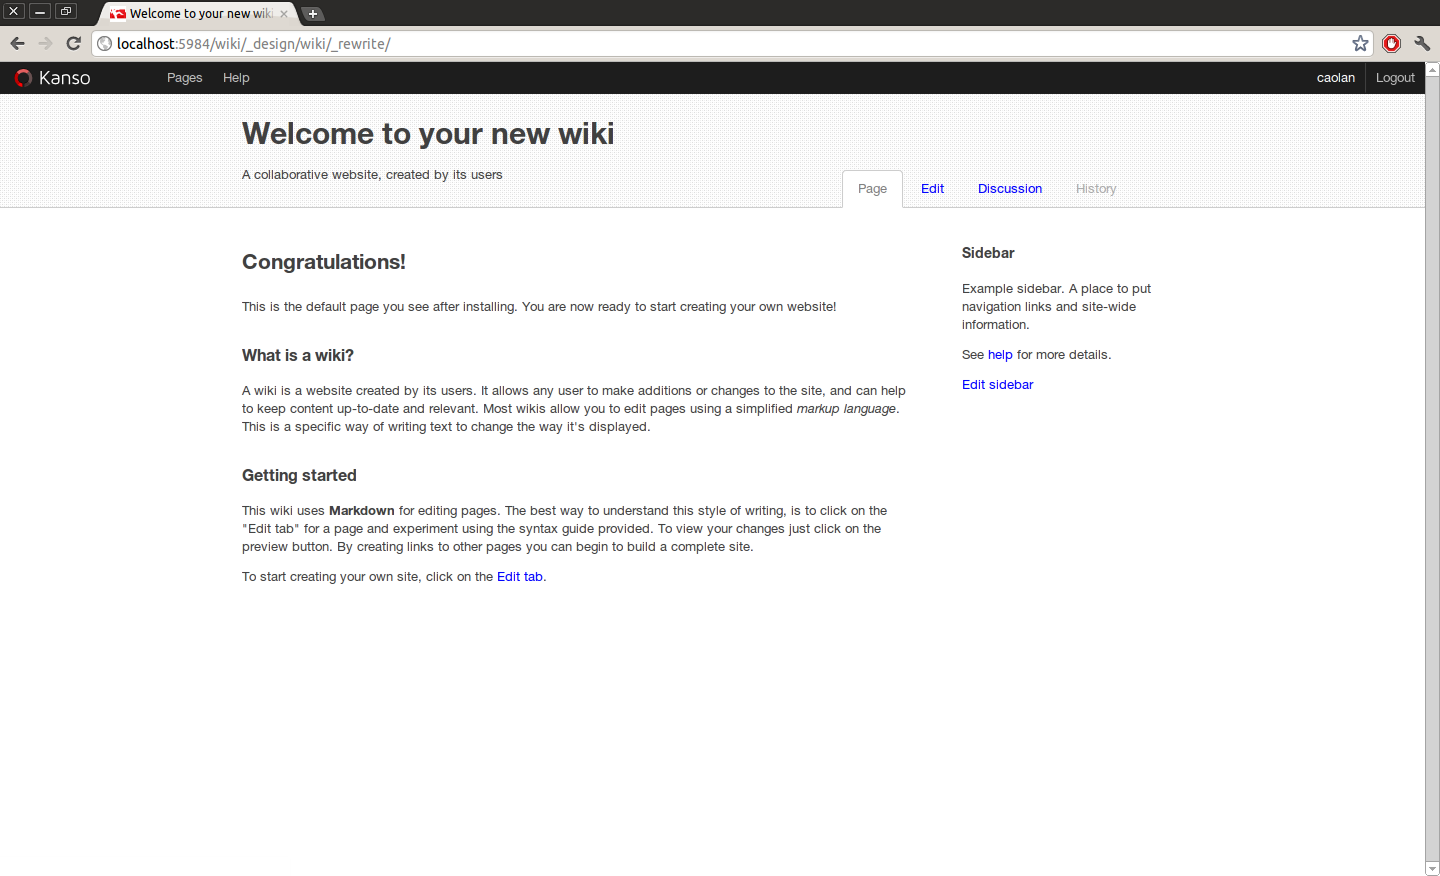 Welcome to your new wiki
localhost:5984/wiki/_design/wiki/_rewrite/
Kanso Pages Help caolan Logout
Welcome to your new wiki
A collaborative website, created by its users
Page Edit Discussion History
Congratulations!
This is the default page you see after installing. You are now ready to start creating your own website!
What is a wiki?
A wiki is a website created by its users. It allows any user to make additions or changes to the site, and can help
to keep content up-to-date and relevant. Most wikis allow you to edit pages using a simplified markup language.
This is a specific way of writing text to change the way it's displayed.
Getting started
This wiki uses Markdown for editing pages. The best way to understand this style of writing, is to click on the
"Edit tab" for a page and experiment using the syntax guide provided. To view your changes just click on the
preview button. By creating links to other pages you can begin to build a complete site.
To start creating your own site, click on the Edit tab.
Sidebar
Example sidebar. A place to put
navigation links and site-wide
information.
See help for more details.
Edit sidebar